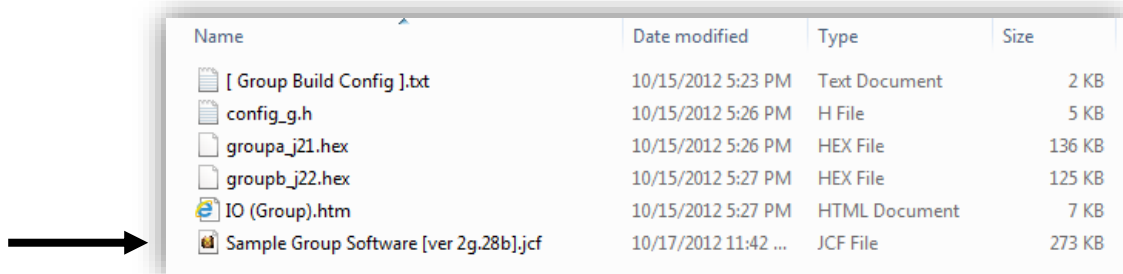 Name Date modified Type Size
[ Group Build Config ].txt 10/15/2012 5:23 PM Text Document 2 KB
config_g.h 10/15/2012 5:26 PM H File 5 KB
groupa_j21.hex 10/15/2012 5:26 PM HEX File 136 KB
groupb_j22.hex 10/15/2012 5:27 PM HEX File 125 KB
IO (Group).htm 10/15/2012 5:27 PM HTML Document 7 KB
Sample Group Software [ver 2g.28b].jcf 10/17/2012 11:42 ... JCF File 273 KB